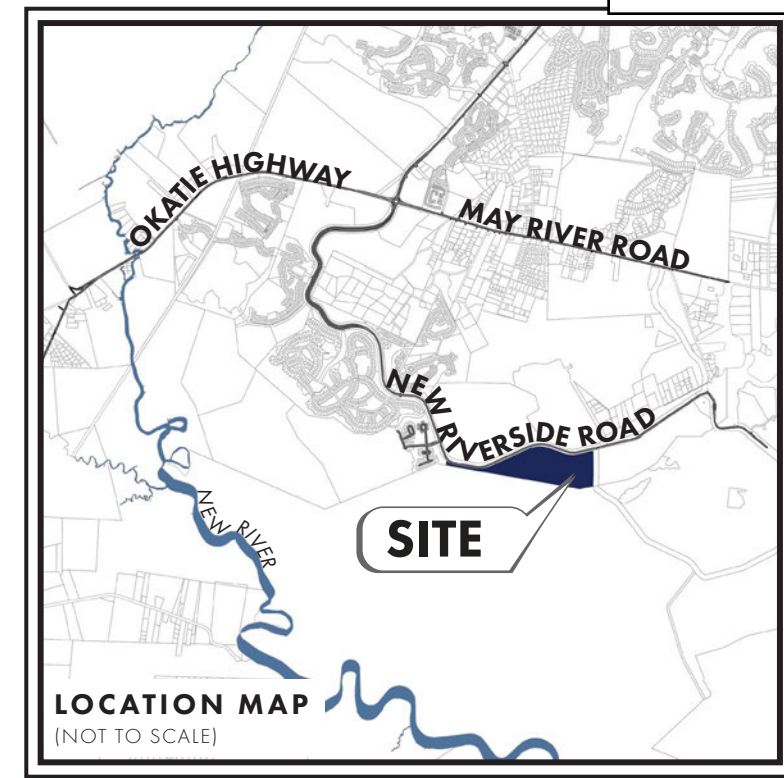 OKATIE HIGHWAY
MAY RIVER ROAD
NEW RIVERSIDE ROAD
SITE
NEW RIVER
LOCATION MAP
(NOT TO SCALE)